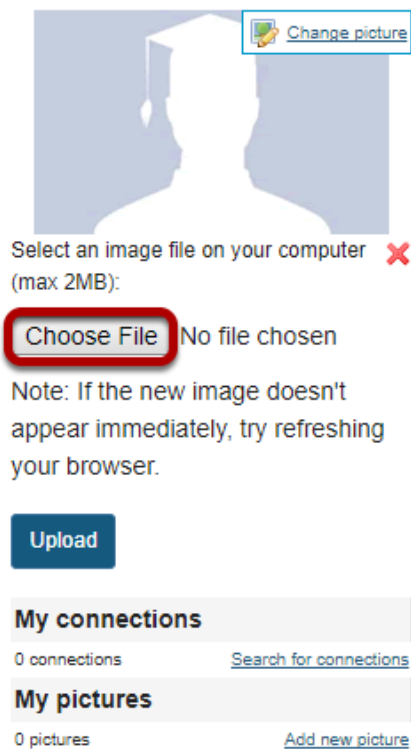 Change picture
Select an image file on your computer
(max 2MB):
Choose File No file chosen
Note: If the new image doesn't
appear immediately, try refreshing
your browser.
Upload
My connections
0 connections Search for connections
My pictures
0 pictures Add new picture